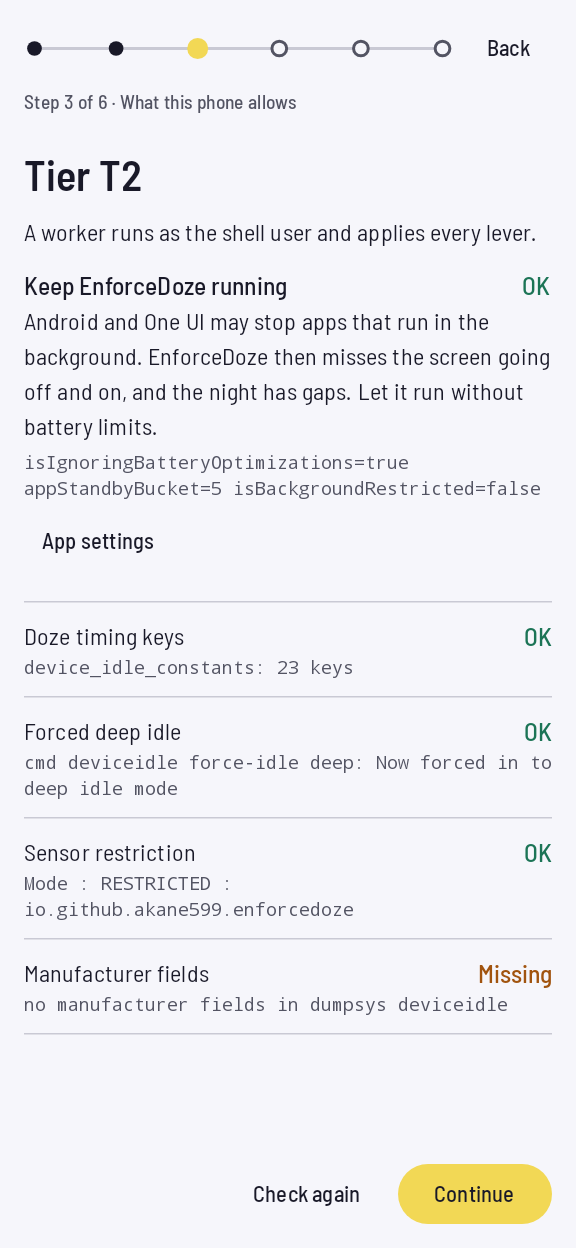 Back
Step 3 of 6 · What this phone allows
Tier T2
A worker runs as the shell user and applies every lever.
Keep EnforceDoze running OK
Android and One UI may stop apps that run in the
background. EnforceDoze then misses the screen going
off and on, and the night has gaps. Let it run without
battery limits.
isIgnoringBatteryOptimizations=true
appStandbyBucket=5 isBackgroundRestricted=false
App settings
Doze timing keys OK
device_idle_constants: 23 keys
Forced deep idle OK
cmd deviceidle force-idle deep: Now forced in to
deep idle mode
Sensor restriction OK
Mode : RESTRICTED :
io.github.akane599.enforcedoze
Manufacturer fields Missing
no manufacturer fields in dumpsys deviceidle
Check again Continue